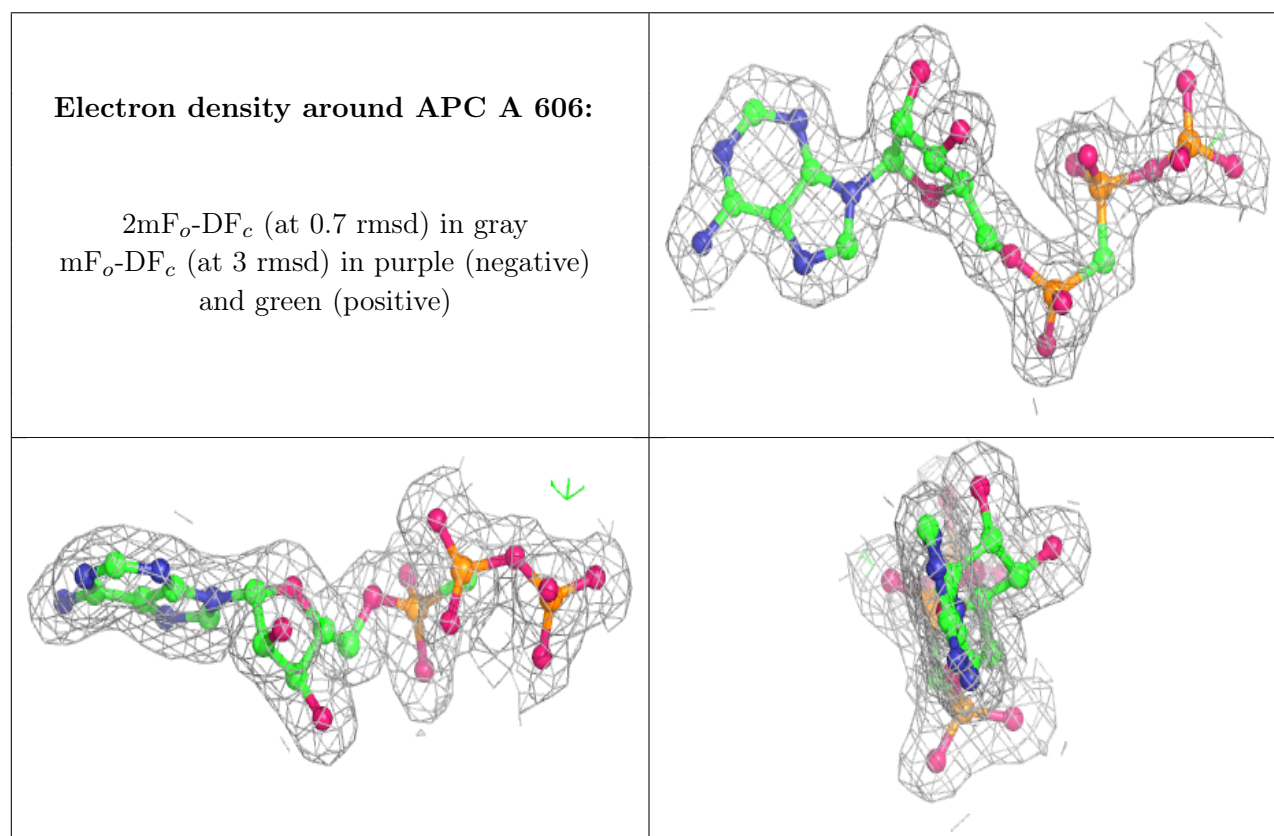 Electron density around APC A 606:
2mFo-DFc (at 0.7 rmsd) in gray
mFo-DFc (at 3 rmsd) in purple (negative)
and green (positive)